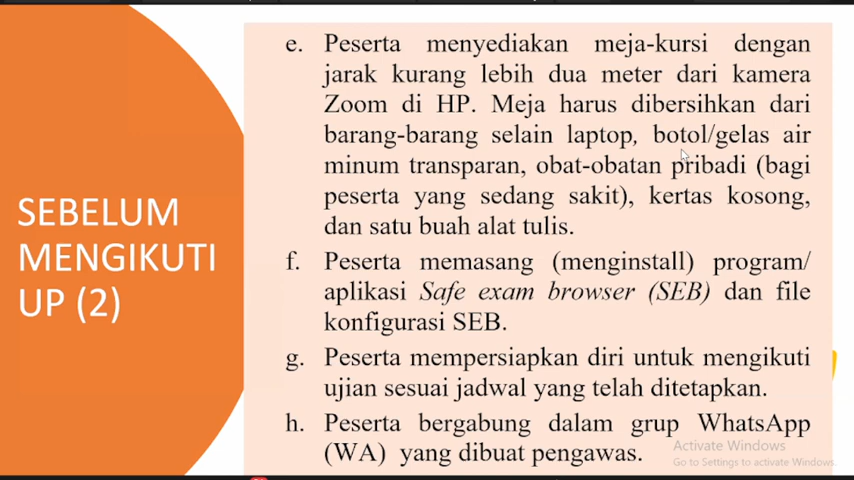 SEBELUM
MENGIKUTI
UP (2)
e. Peserta menyediakan meja-kursi dengan
jarak kurang lebih dua meter dari kamera
Zoom di HP. Meja harus dibersihkan dari
barang-barang selain laptop, botol/gelas air
minum transparan, obat-obatan pribadi (bagi
peserta yang sedang sakit), kertas kosong,
dan satu buah alat tulis.
f. Peserta memasang (menginstall) program/
aplikasi Safe exam browser (SEB) dan file
konfigurasi SEB.
g. Peserta mempersiapkan diri untuk mengikuti
ujian sesuai jadwal yang telah ditetapkan.
h. Peserta bergabung dalam grup WhatsApp
(WA) yang dibuat pengawas.
Activate Windows
Go to Settings to activate Windows.